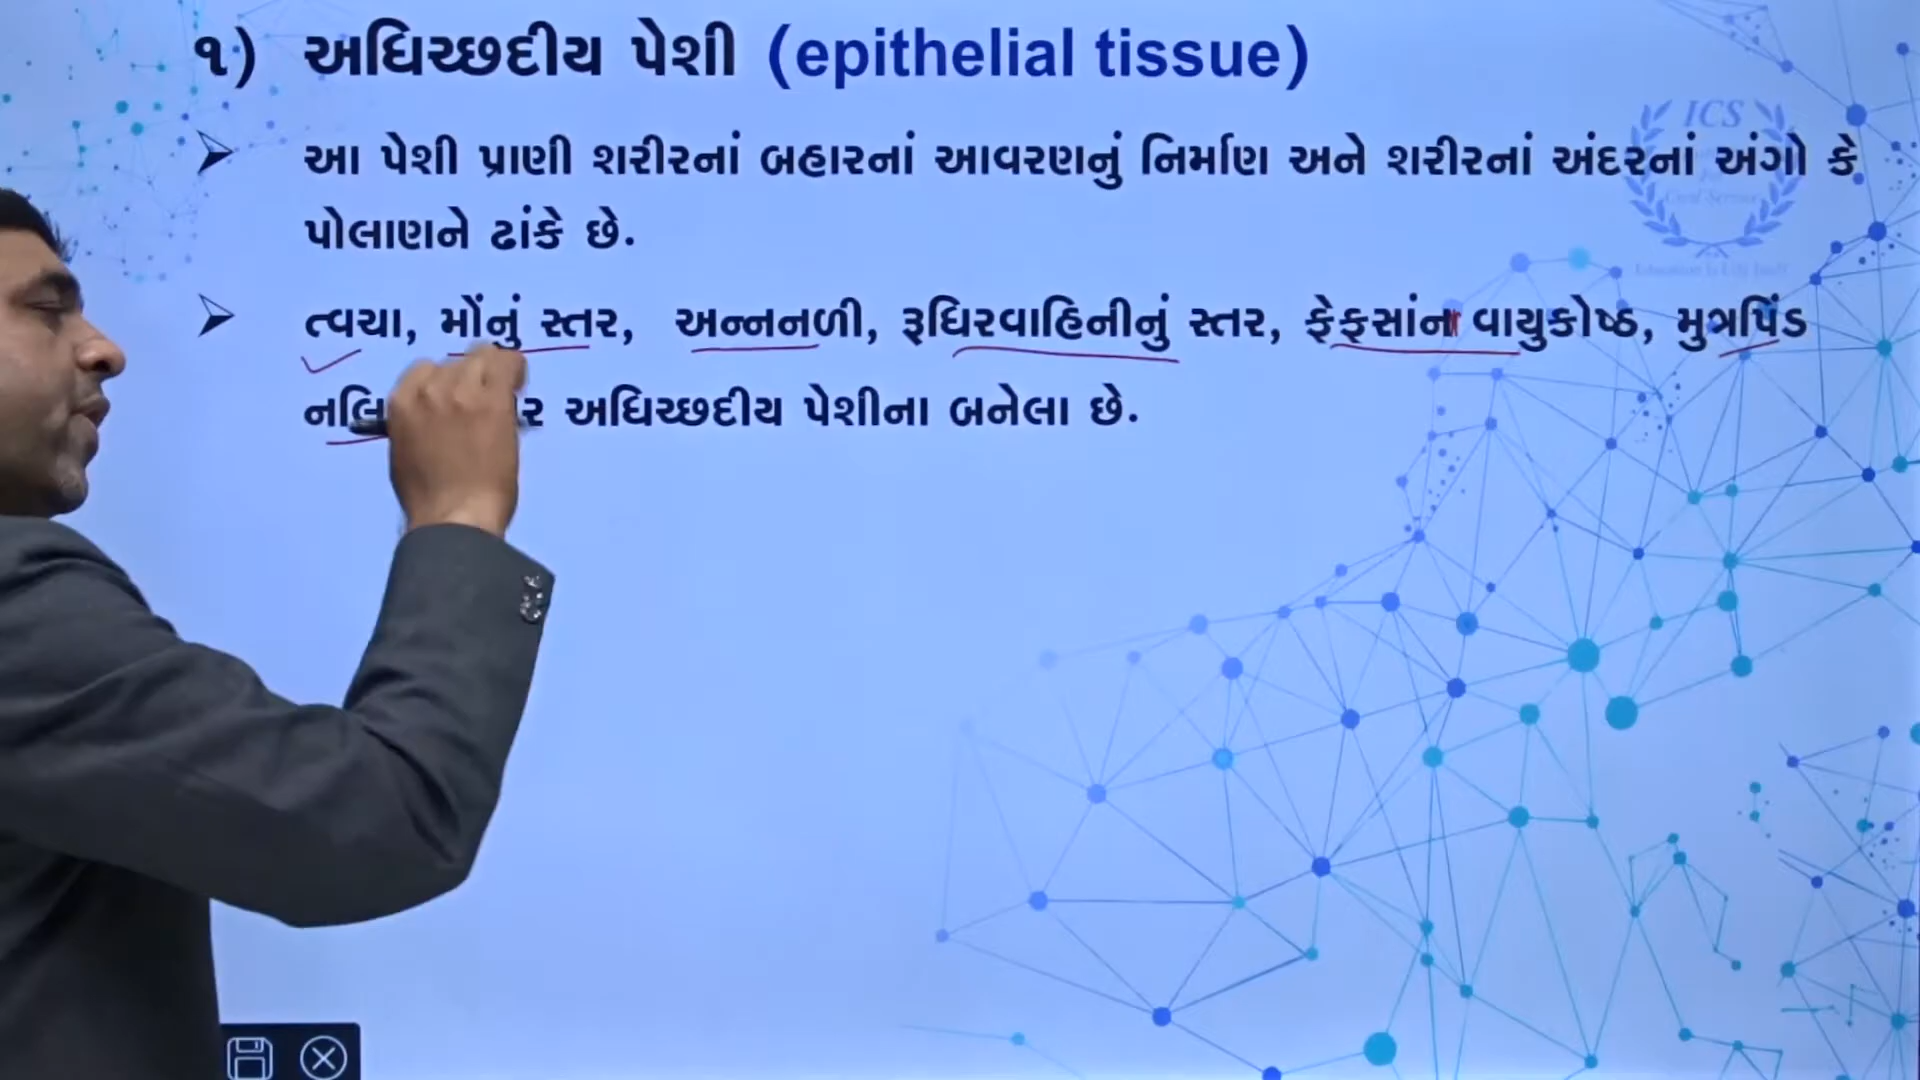 ૧) અધિચ્છદીય પેશી (epithelial tissue)
ICS
આ પેશી પ્રાણી શરીરનાં બહારનાં આવરણનું નિર્માણ અને શરીરનાં અંદરનાં અંગો કે
પોલાણને ઢાંકે છે.
ત્વચા, મોંનું સ્તર, અન્નનળી, રૂધિરવાહિનીનું સ્તર, ફેફસાંના વાયુકોષ્ઠ, મુત્રપિંડ
અધિચ્છદીય પેશીના બનેલા છે.